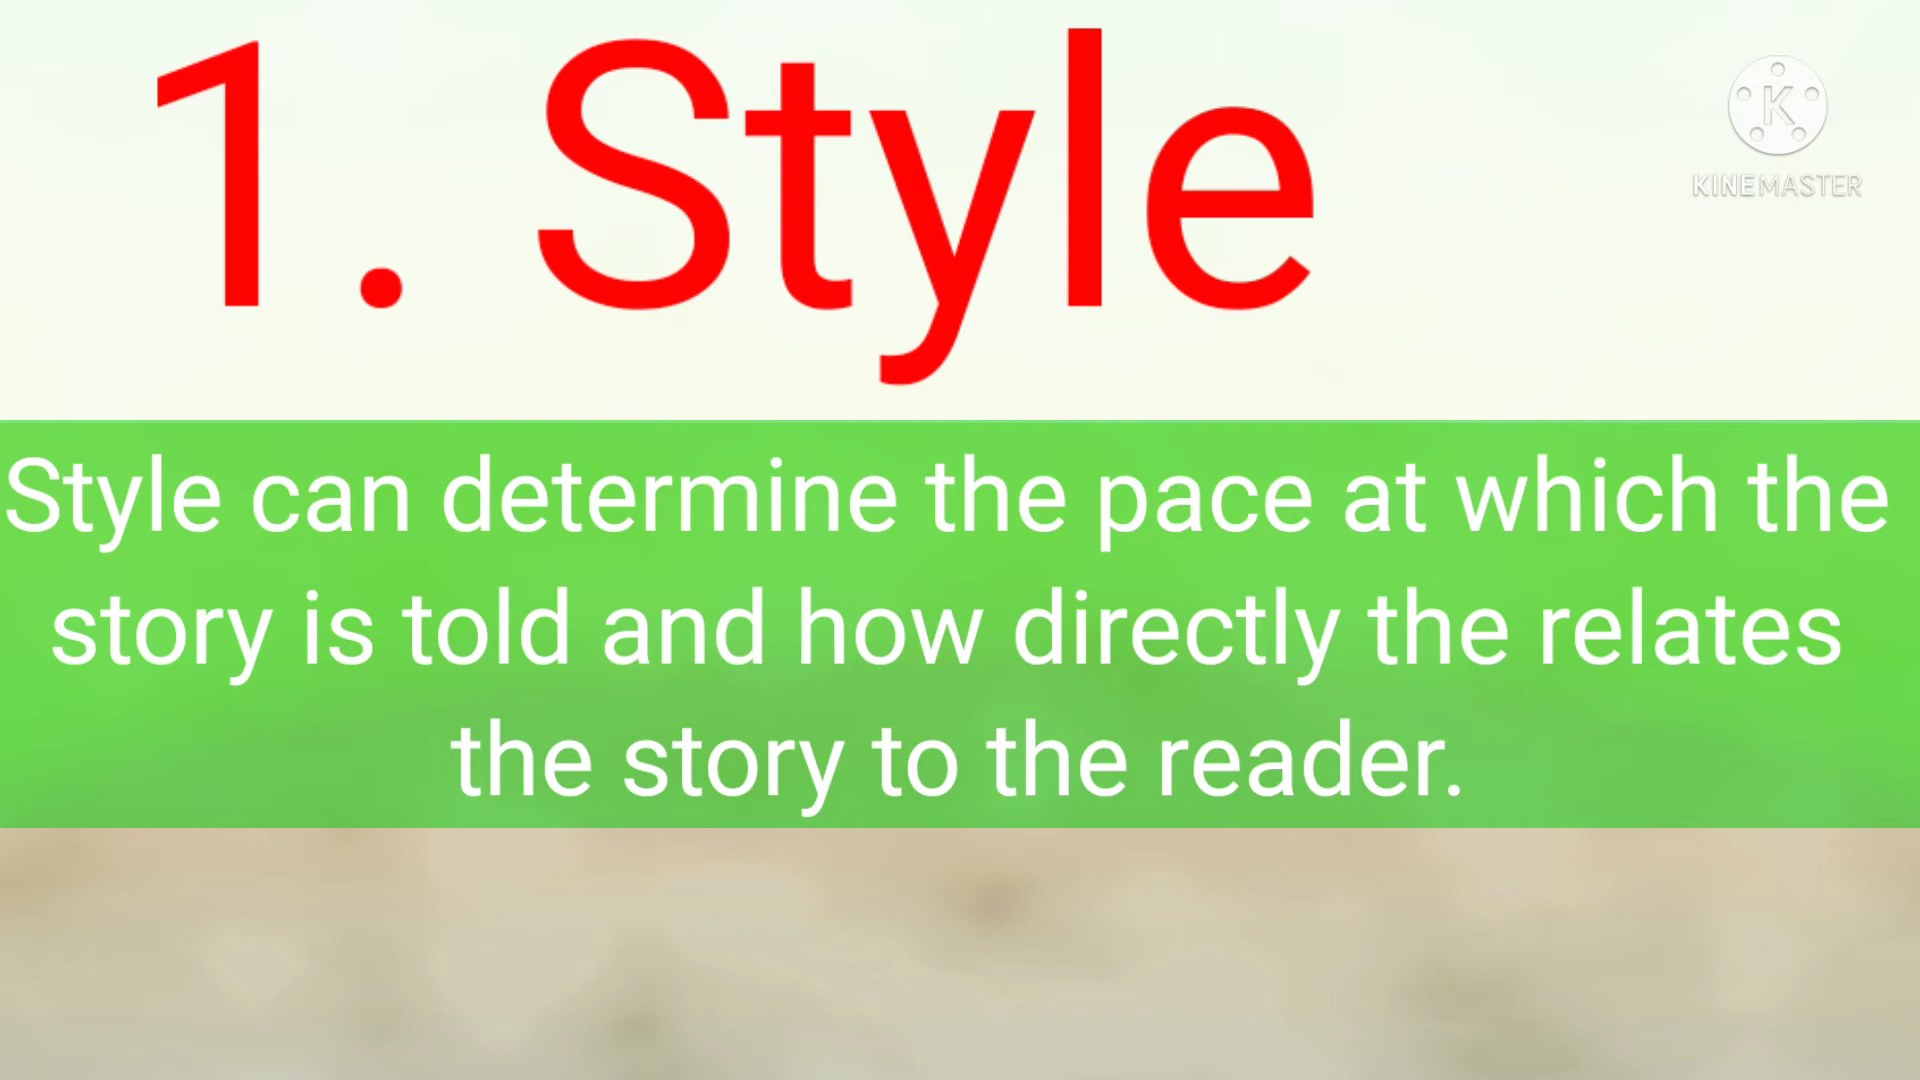 1. Style
KINEMASTER
Style can determine the pace at which the
story is told and how directly the relates
the story to the reader.